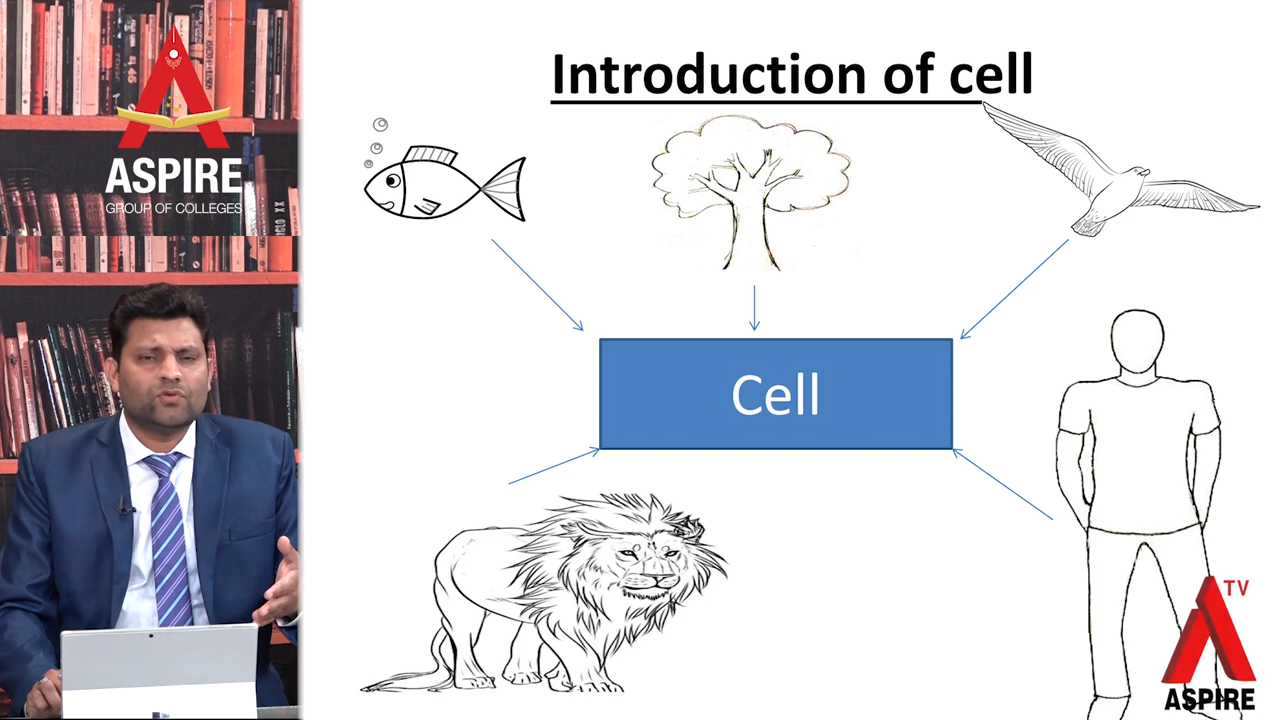 ASPIRE
GROUP OF COLLEGES
Introduction of cell
Cell
TV
ASPIRE